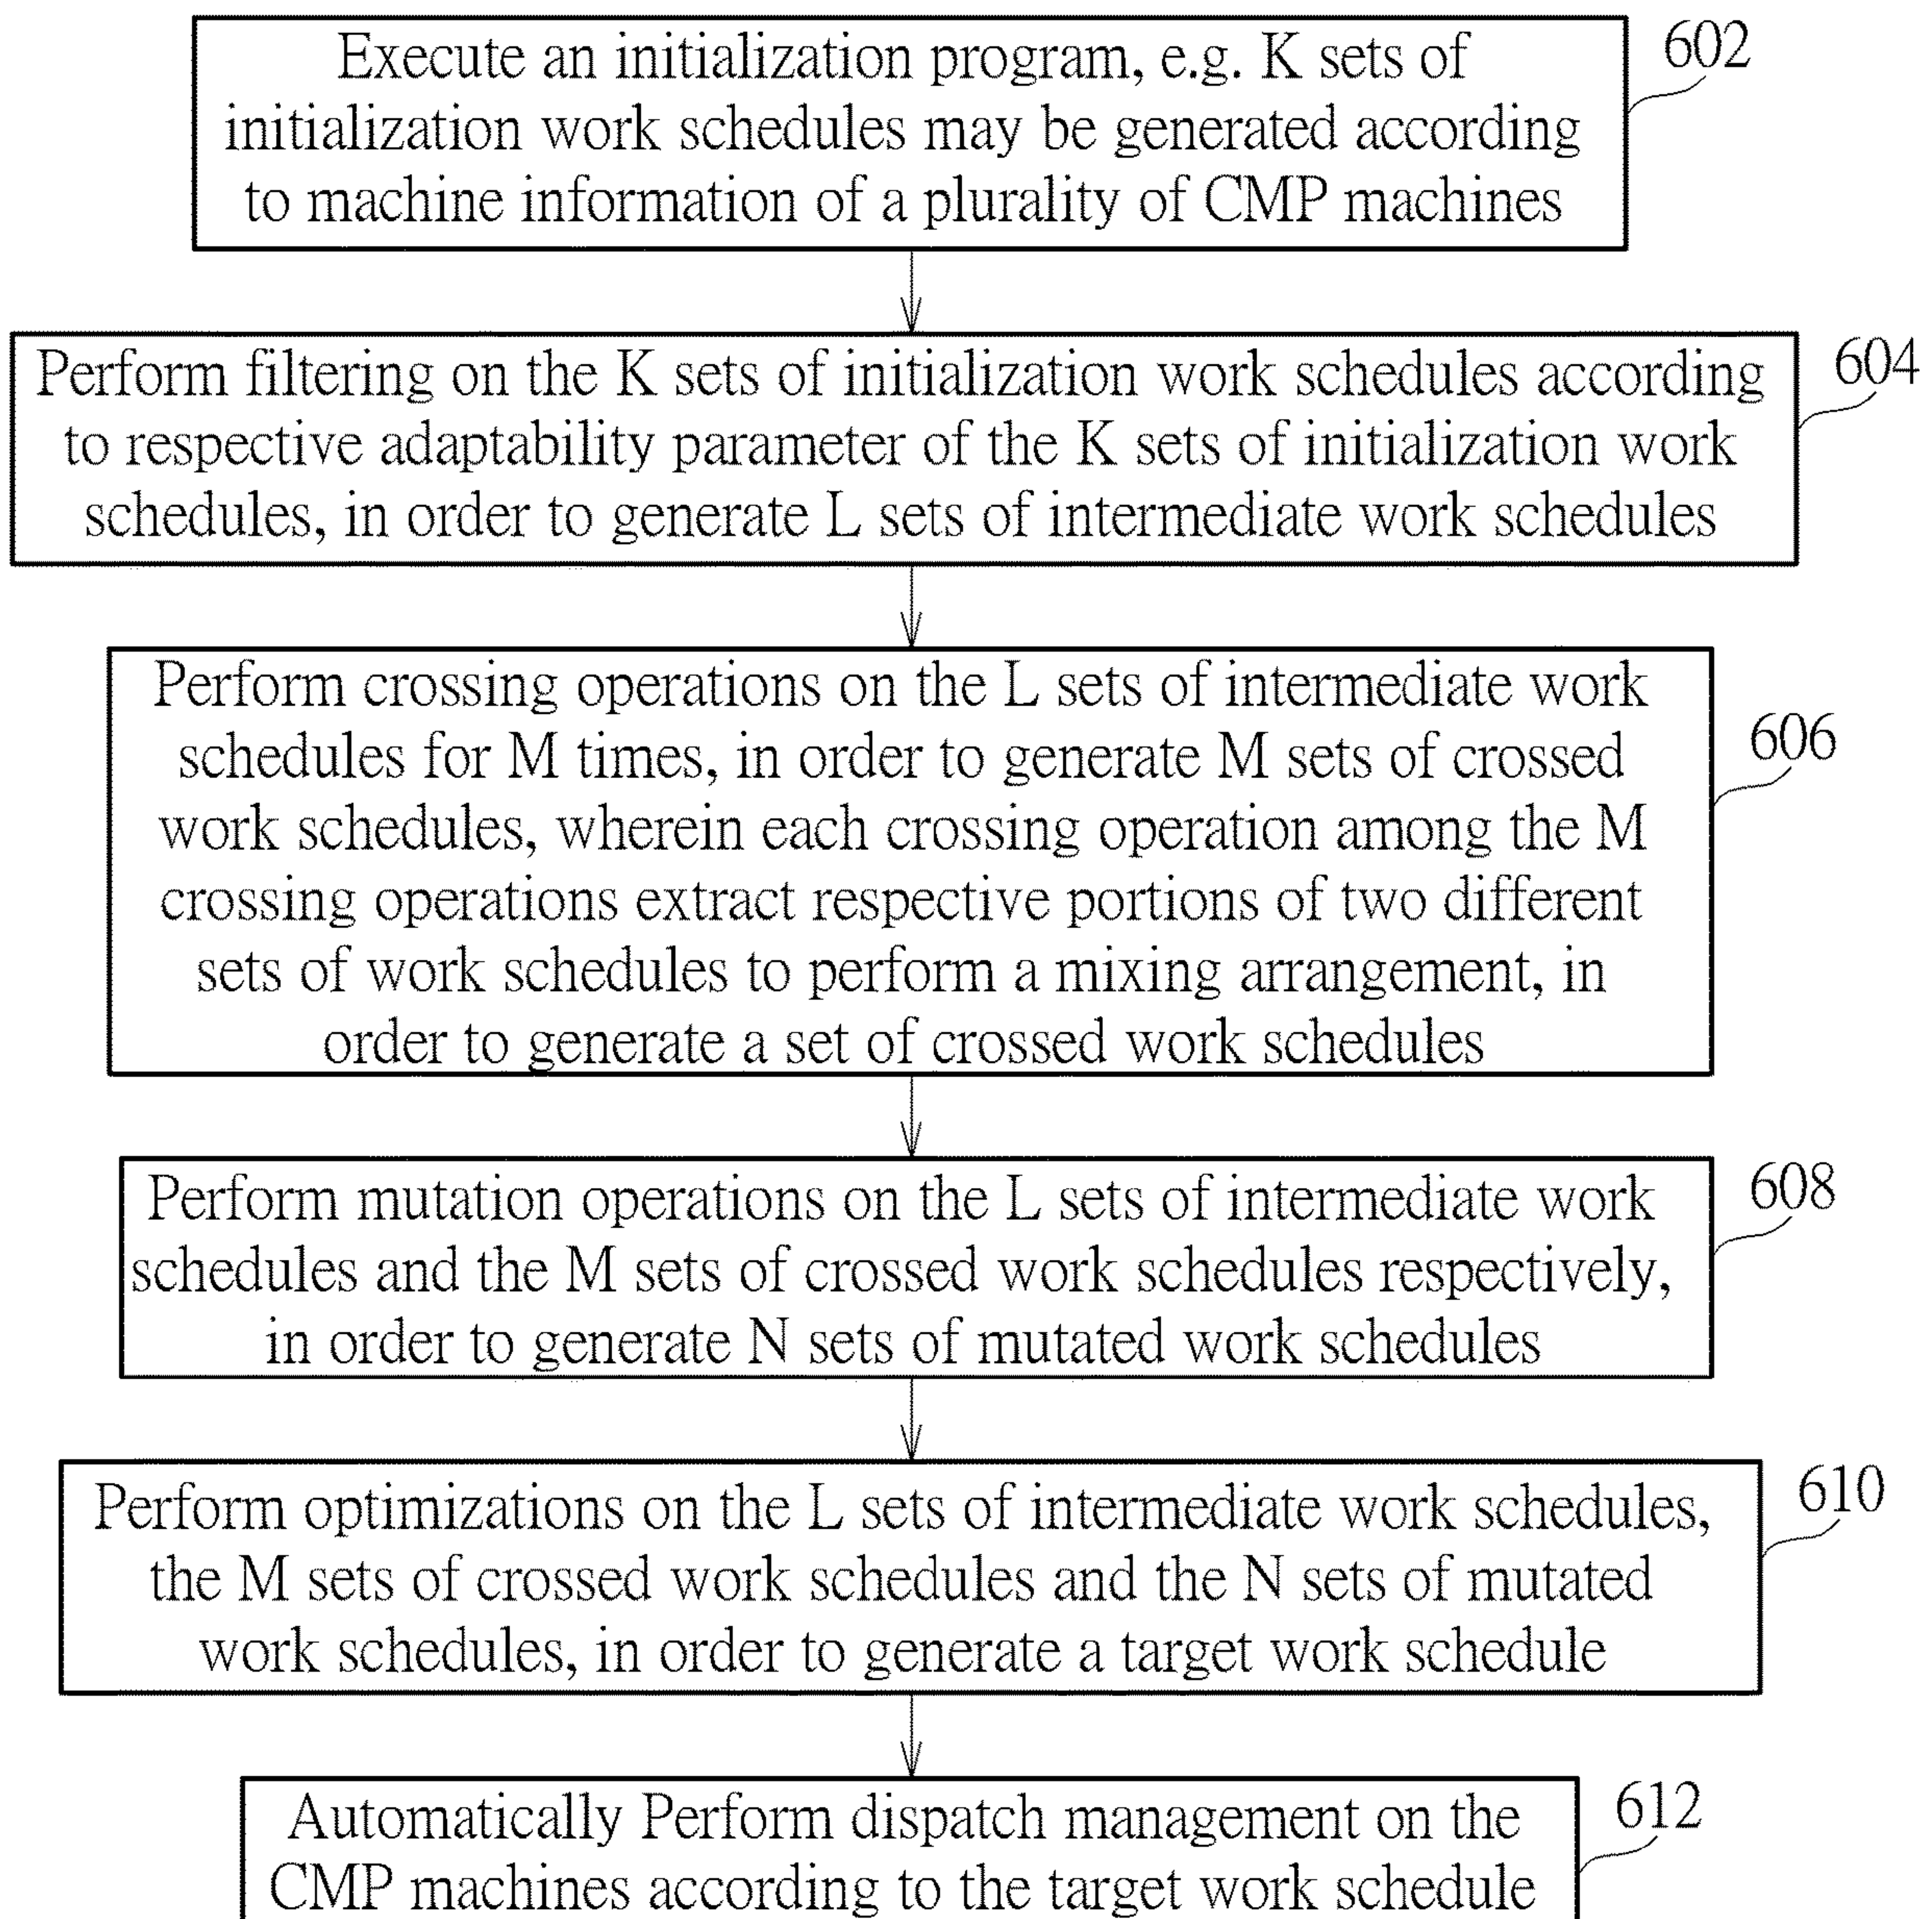 Execute an initialization program, e.g. K sets of
initialization work schedules may be generated according
to machine information of a plurality of CMP machines
602
Perform filtering on the K sets of initialization work schedules according
to respective adaptability parameter of the K sets of initialization work
schedules, in order to generate L sets of intermediate work schedules
604
Perform crossing operations on the L sets of intermediate work
schedules for M times, in order to generate M sets of crossed
work schedules, wherein each crossing operation among the M
crossing operations extract respective portions of two different
sets of work schedules to perform a mixing arrangement, in
order to generate a set of crossed work schedules
606
Perform mutation operations on the L sets of intermediate work
schedules and the M sets of crossed work schedules respectively,
in order to generate N sets of mutated work schedules
608
Perform optimizations on the L sets of intermediate work schedules,
the M sets of crossed work schedules and the N sets of mutated
work schedules, in order to generate a target work schedule
610
Automatically Perform dispatch management on the
CMP machines according to the target work schedule
612